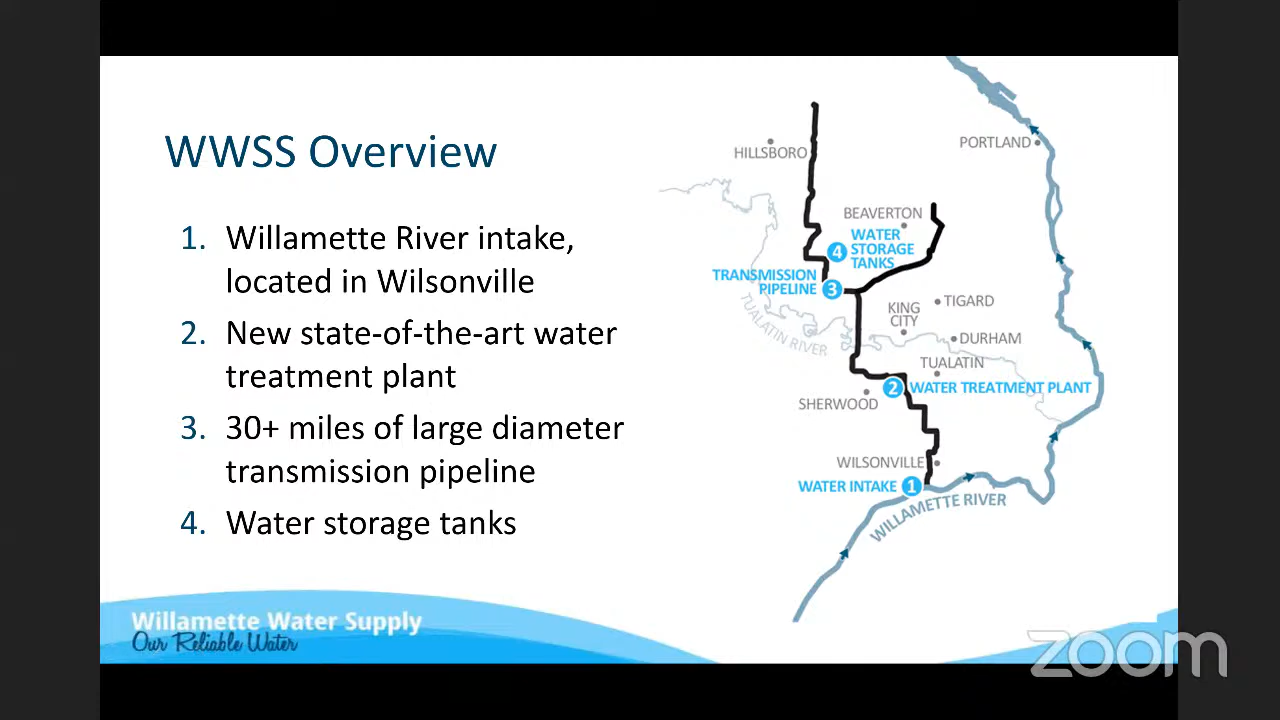 WWSS Overview
1. Willamette River intake,
located in Wilsonville
2. New state-of-the-art water
treatment plant
3. 30+ miles of large diameter
transmission pipeline
4. Water storage tanks
PORTLAND
HILLSBORO
BEAVERTON
4 WATER
STORAGE
TANKS
TRANSMISSION
PIPELINE 3
TUALATIN RIVER
KING
CITY
TIGARD
DURHAM
TUALATIN
2 WATER TREATMENT PLANT
SHERWOOD
WILSONVILLE
WATER INTAKE 1
WILLAMETTE RIVER
Willamette Water Supply
Our Reliable Water
zoom